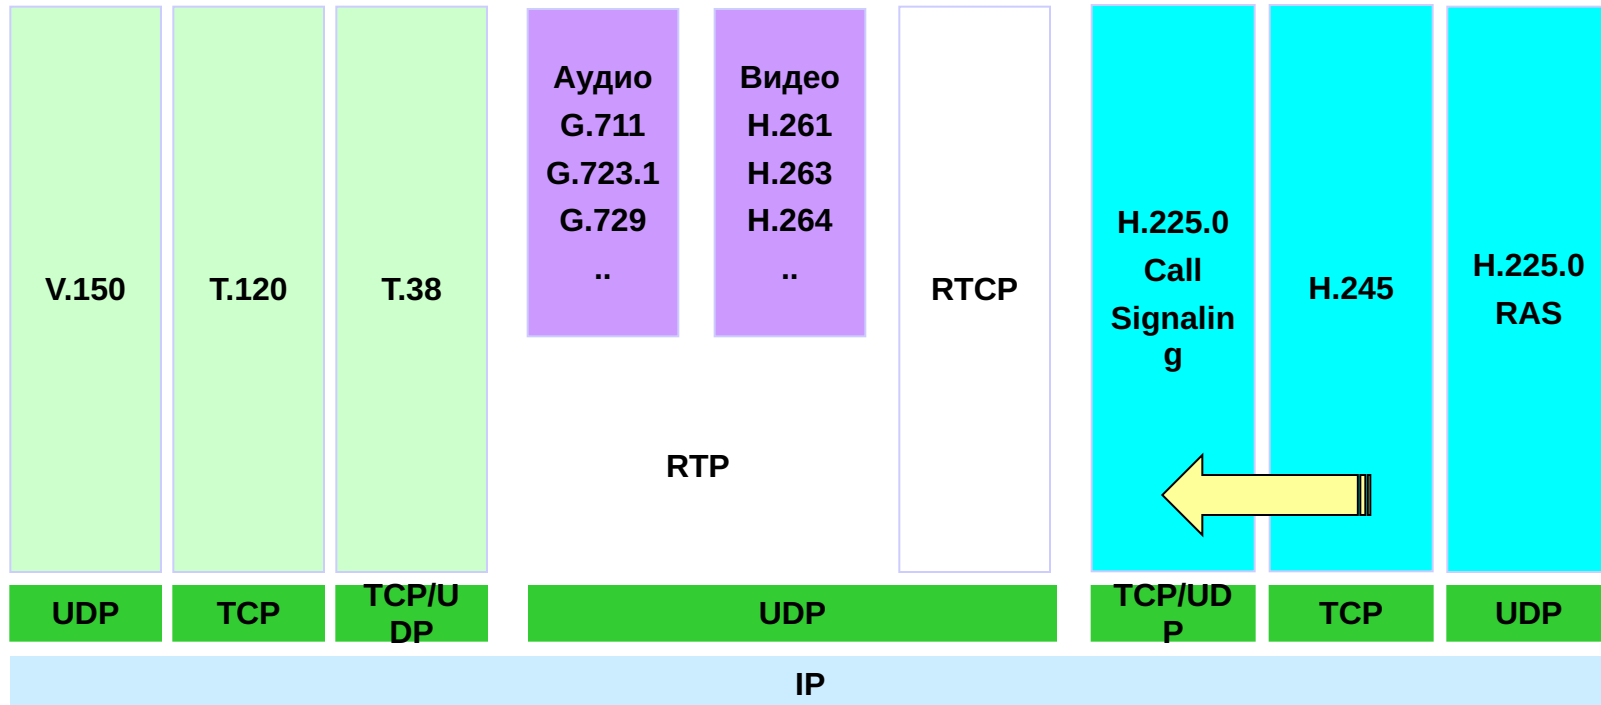 V.150
T.120
T.38
Аудио
G.711
G.723.1
G.729
..
Видео
H.261
H.263
H.264
..
RTP
RTCP
H.225.0
Call
Signalin
g
H.245
H.225.0
RAS
UDP
TCP
TCP/U
DP
UDP
TCP/UD
P
TCP
UDP
IP